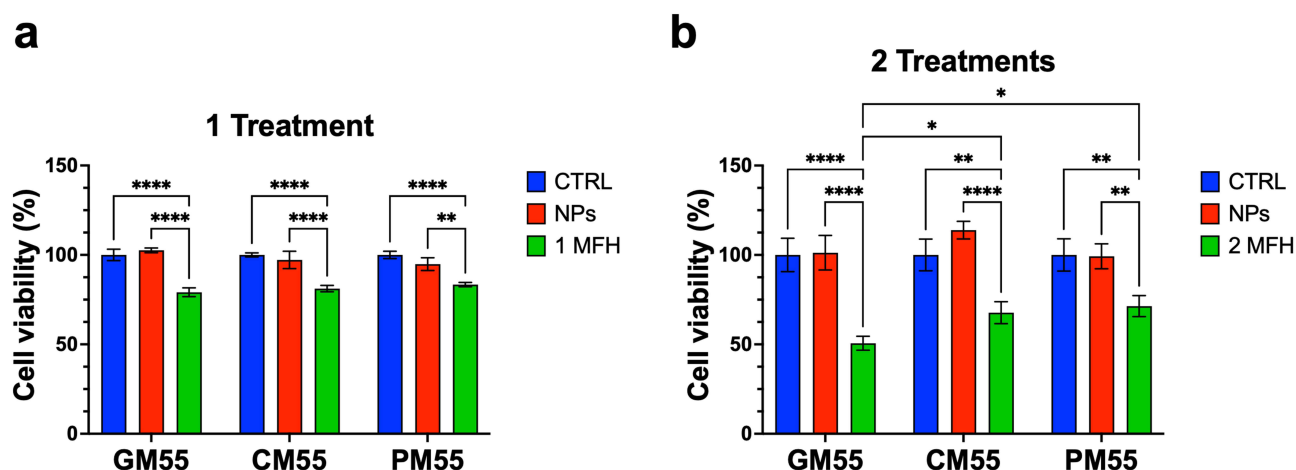 a
1 Treatment
Cell viability (%)
150
100
50
0
**** **** ****
**** **** **
GM55 CM55 PM55
CTRL
NPs
1 MFH
b
2 Treatments
Cell viability (%)
150
100
50
0
*
*
**** ** **
**** **** **
GM55 CM55 PM55
CTRL
NPs
2 MFH